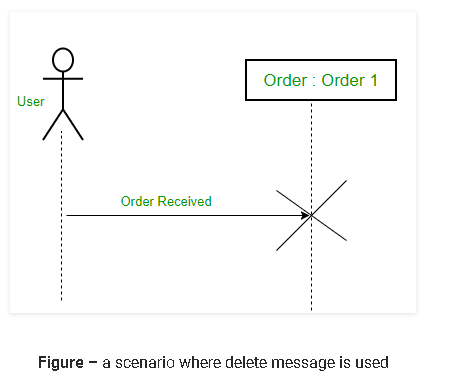 Order : Order 1
User
Order Received
Figure – a scenario where delete message is used